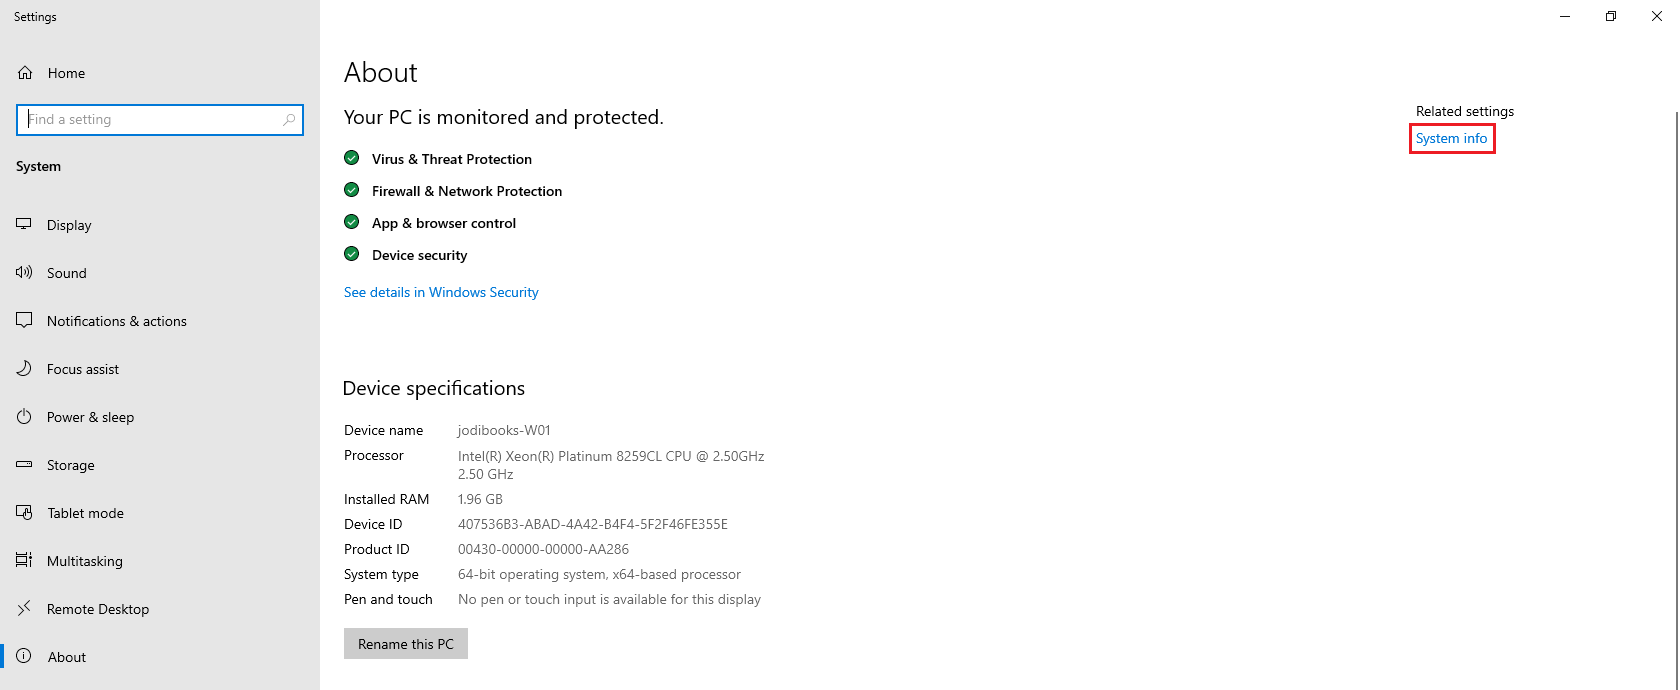 Settings
Home
Find a setting
System
Display
Sound
Notifications & actions
Focus assist
Power & sleep
Storage
Tablet mode
Multitasking
Remote Desktop
About
About
Your PC is monitored and protected.
Virus & Threat Protection
Firewall & Network Protection
App & browser control
Device security
See details in Windows Security
Device specifications
Device name jodibooks-W01
Processor Intel(R) Xeon(R) Platinum 8259CL CPU @ 2.50GHz
2.50 GHz
Installed RAM 1.96 GB
Device ID 407536B3-ABAD-4A42-B4F4-5F2F46FE355E
Product ID 00430-00000-00000-AA286
System type 64-bit operating system, x64-based processor
Pen and touch No pen or touch input is available for this display
Rename this PC
Related settings
System info